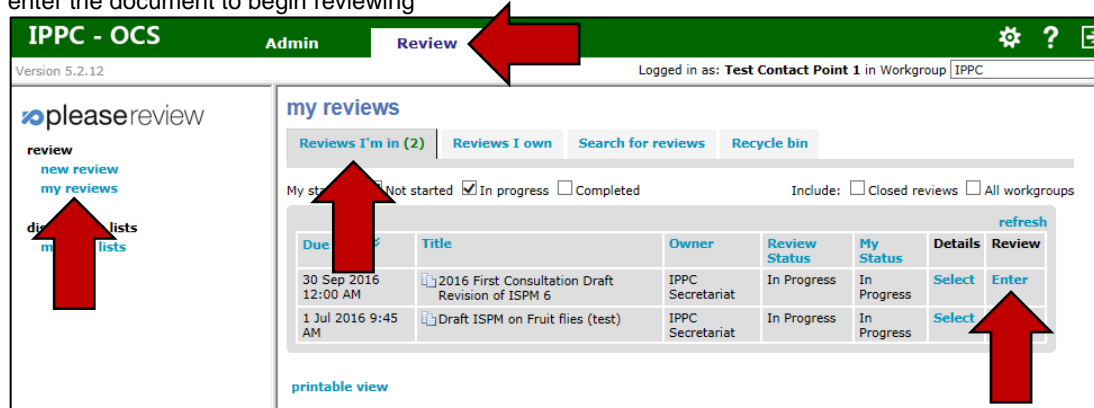 enter the document to begin reviewing
IPPC - OCS Admin Review ?
Version 5.2.12 Logged in as: Test Contact Point 1 in Workgroup IPPC
pleasereview
review
new review
my reviews
lists
lists
my reviews
Reviews I'm in (2) Reviews I own Search for reviews Recycle bin
My Not started In progress Completed Include: Closed reviews All workgroups
refresh
Due Title Owner Review Status My Status Details Review
30 Sep 2016 12:00 AM 2016 First Consultation Draft Revision of ISPM 6 IPPC Secretariat In Progress In Progress Select Enter
1 Jul 2016 9:45 AM Draft ISPM on Fruit flies (test) IPPC Secretariat In Progress In Progress Select
printable view